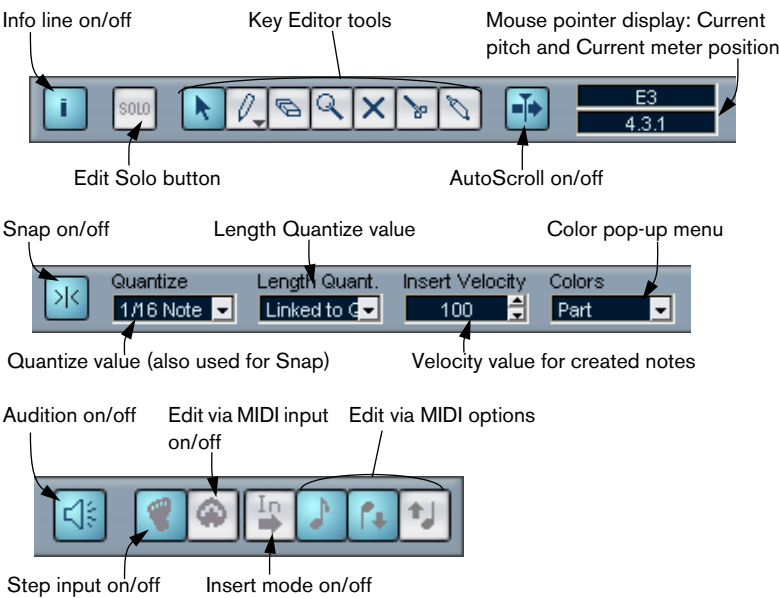 Info line on/off
Key Editor tools
Mouse pointer display: Current
pitch and Current meter position
i
SOLO
E3
4.3.1
Edit Solo button
AutoScroll on/off
Snap on/off
Length Quantize value
Color pop-up menu
Quantize
Length Quant.
Insert Velocity
Colors
1/16 Note
Linked to Q
100
Part
Quantize value (also used for Snap)
Velocity value for created notes
Audition on/off
Edit via MIDI input
on/off
Edit via MIDI options
In
Step input on/off
Insert mode on/off